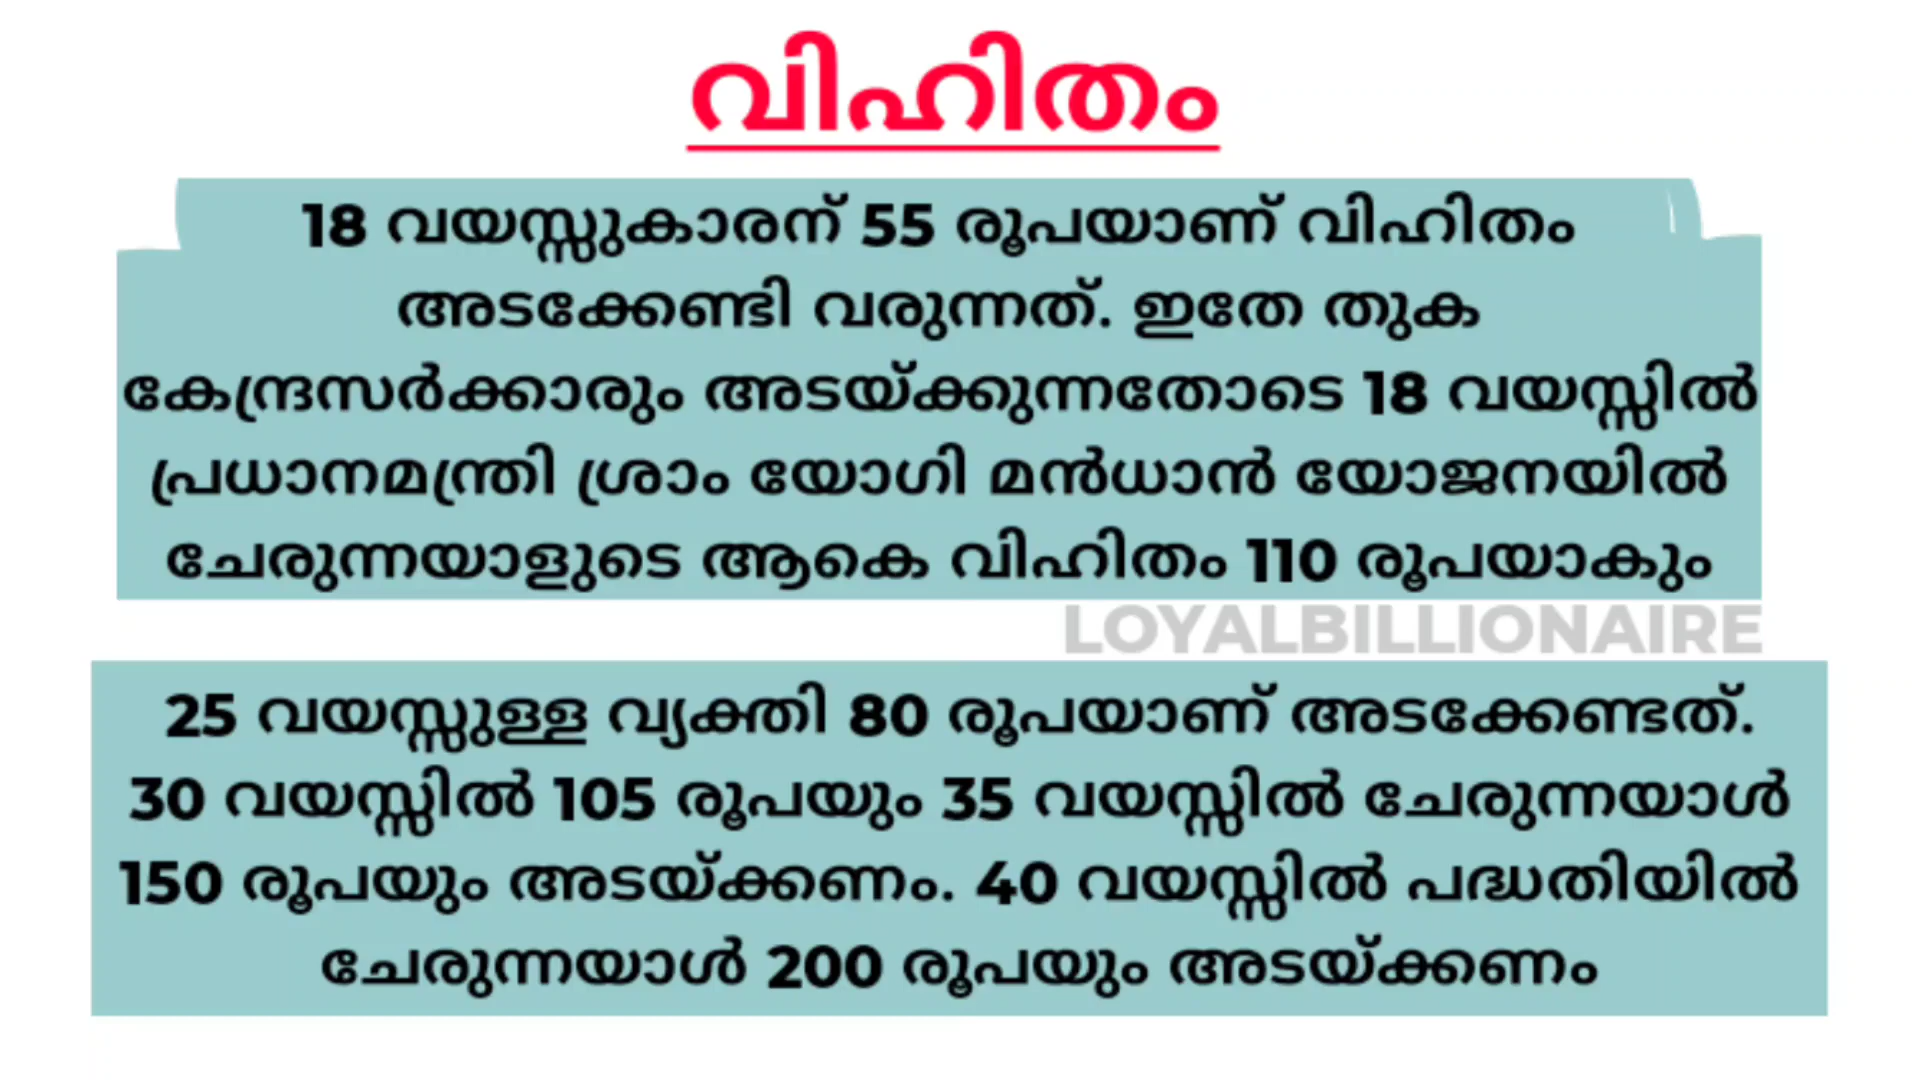 വിഹിതം
18 വയസ്സുകാരന് 55 രൂപയാണ് വിഹിതം
അടക്കേണ്ടി വരുന്നത്. ഇതേ തുക
കേന്ദ്രസർക്കാരും അടയ്ക്കുന്നതോടെ 18 വയസ്സിൽ
പ്രധാനമന്ത്രി ശ്രാം യോഗി മൻധാൻ യോജനയിൽ
ചേരുന്നയാളുടെ ആകെ വിഹിതം 110 രൂപയാകും
LOYALBILLIONAIRE
25 വയസ്സുള്ള വ്യക്തി 80 രൂപയാണ് അടക്കേണ്ടത്.
30 വയസ്സിൽ 105 രൂപയും 35 വയസ്സിൽ ചേരുന്നയാൾ
150 രൂപയും അടയ്ക്കണം. 40 വയസ്സിൽ പദ്ധതിയിൽ
ചേരുന്നയാൾ 200 രൂപയും അടയ്ക്കണം